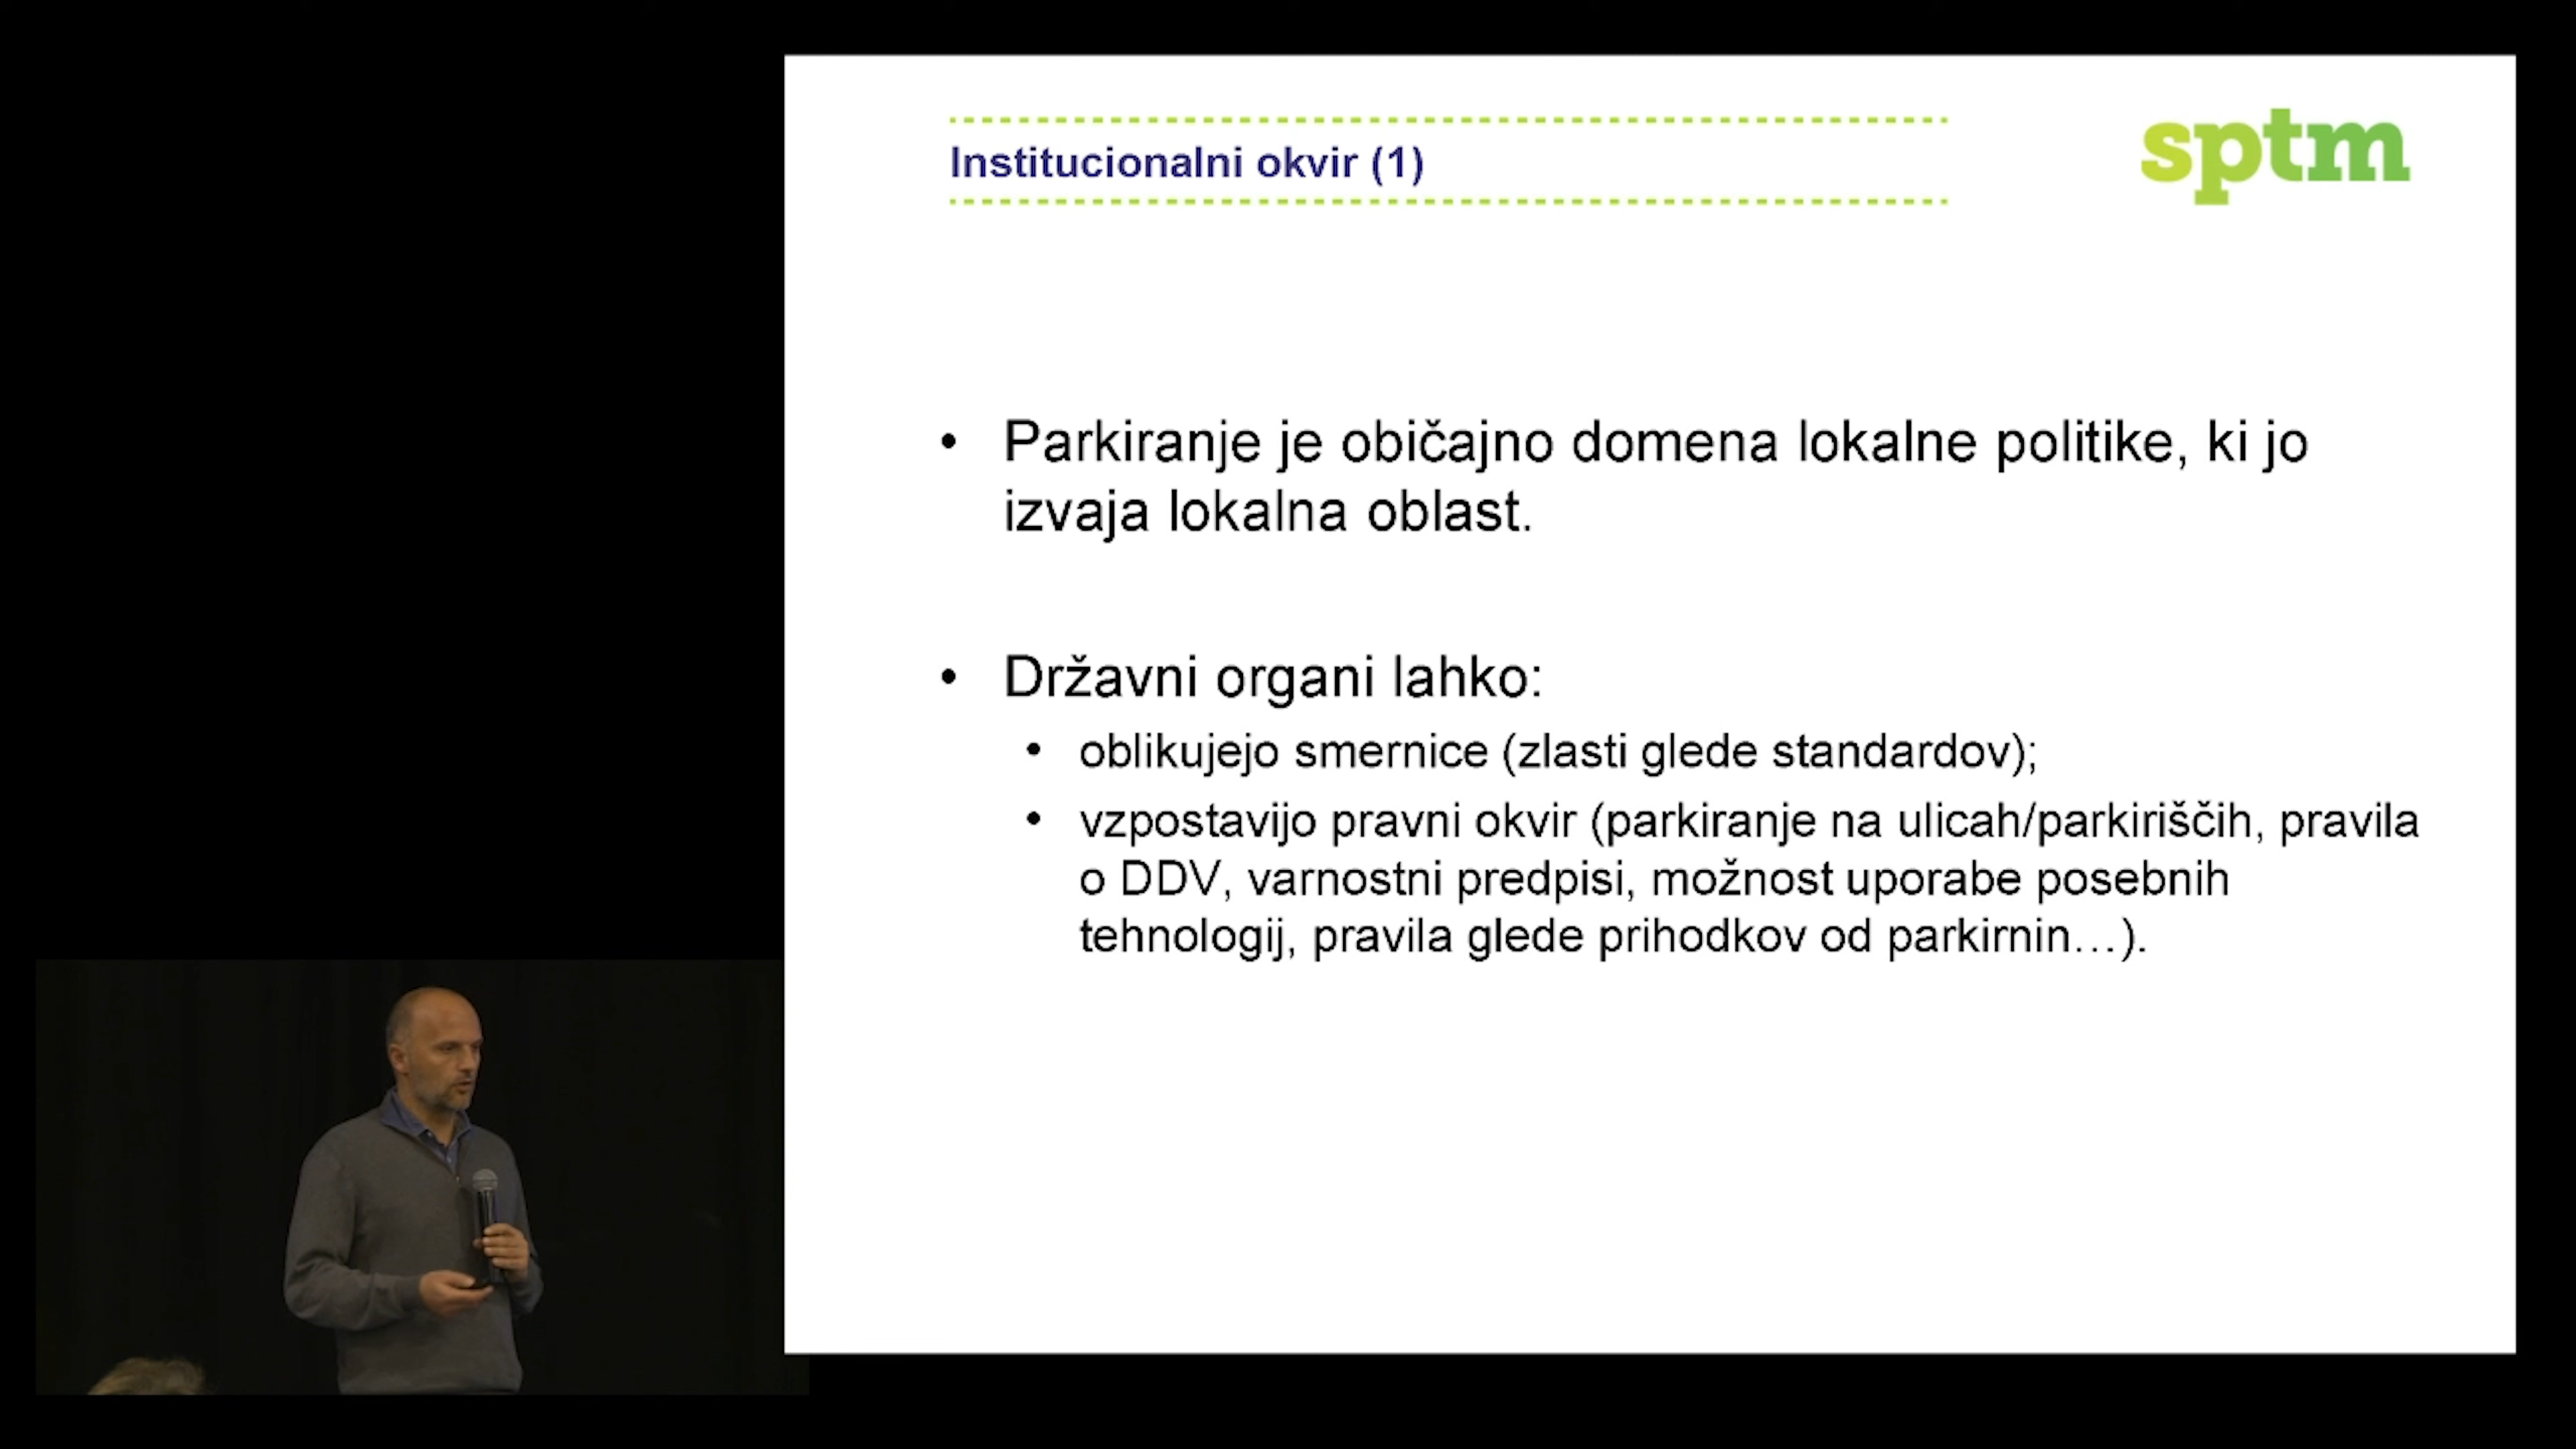 Institucionalni okvir (1)
sptm
• Parkiranje je običajno domena lokalne politike, ki jo
izvaja lokalna oblast.
• Državni organi lahko:
• oblikujejo smernice (zlasti glede standardov);
• vzpostavijo pravni okvir (parkiranje na ulicah/parkiriščih, pravila
o DDV, varnostni predpisi, možnost uporabe posebnih
tehnologij, pravila glede prihodkov od parkirnin…).